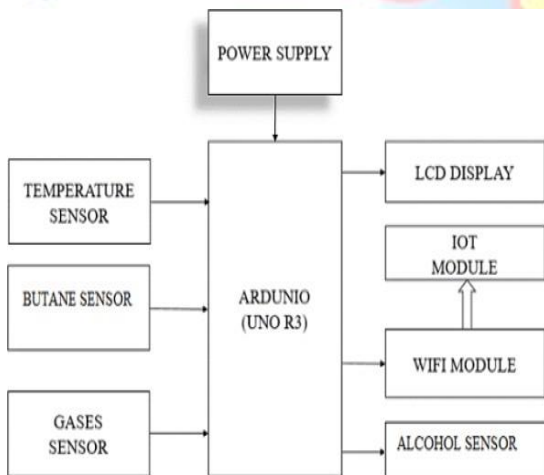 POWER SUPPLY
TEMPERATURE
SENSOR
BUTANE SENSOR
GASES
SENSOR
ARDUNIO
(UNO R3)
LCD DISPLAY
IOT
MODULE
WIFI MODULE
ALCOHOL SENSOR